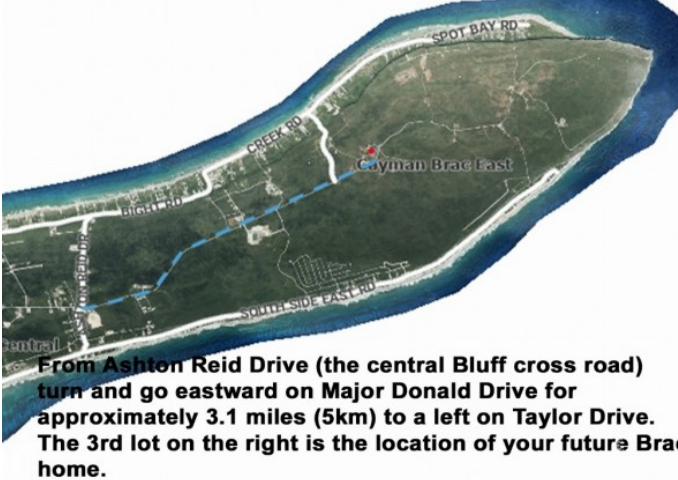 SPOT BAY RD
CREEK RD
Cayman Brac East
BIGHT RD
ASHTON REID DR
SOUTH SIDE EAST RD
Central
From Ashton Reid Drive (the central Bluff cross road)
turn and go eastward on Major Donald Drive for
approximately 3.1 miles (5km) to a left on Taylor Drive.
The 3rd lot on the right is the location of your future Brac
home.